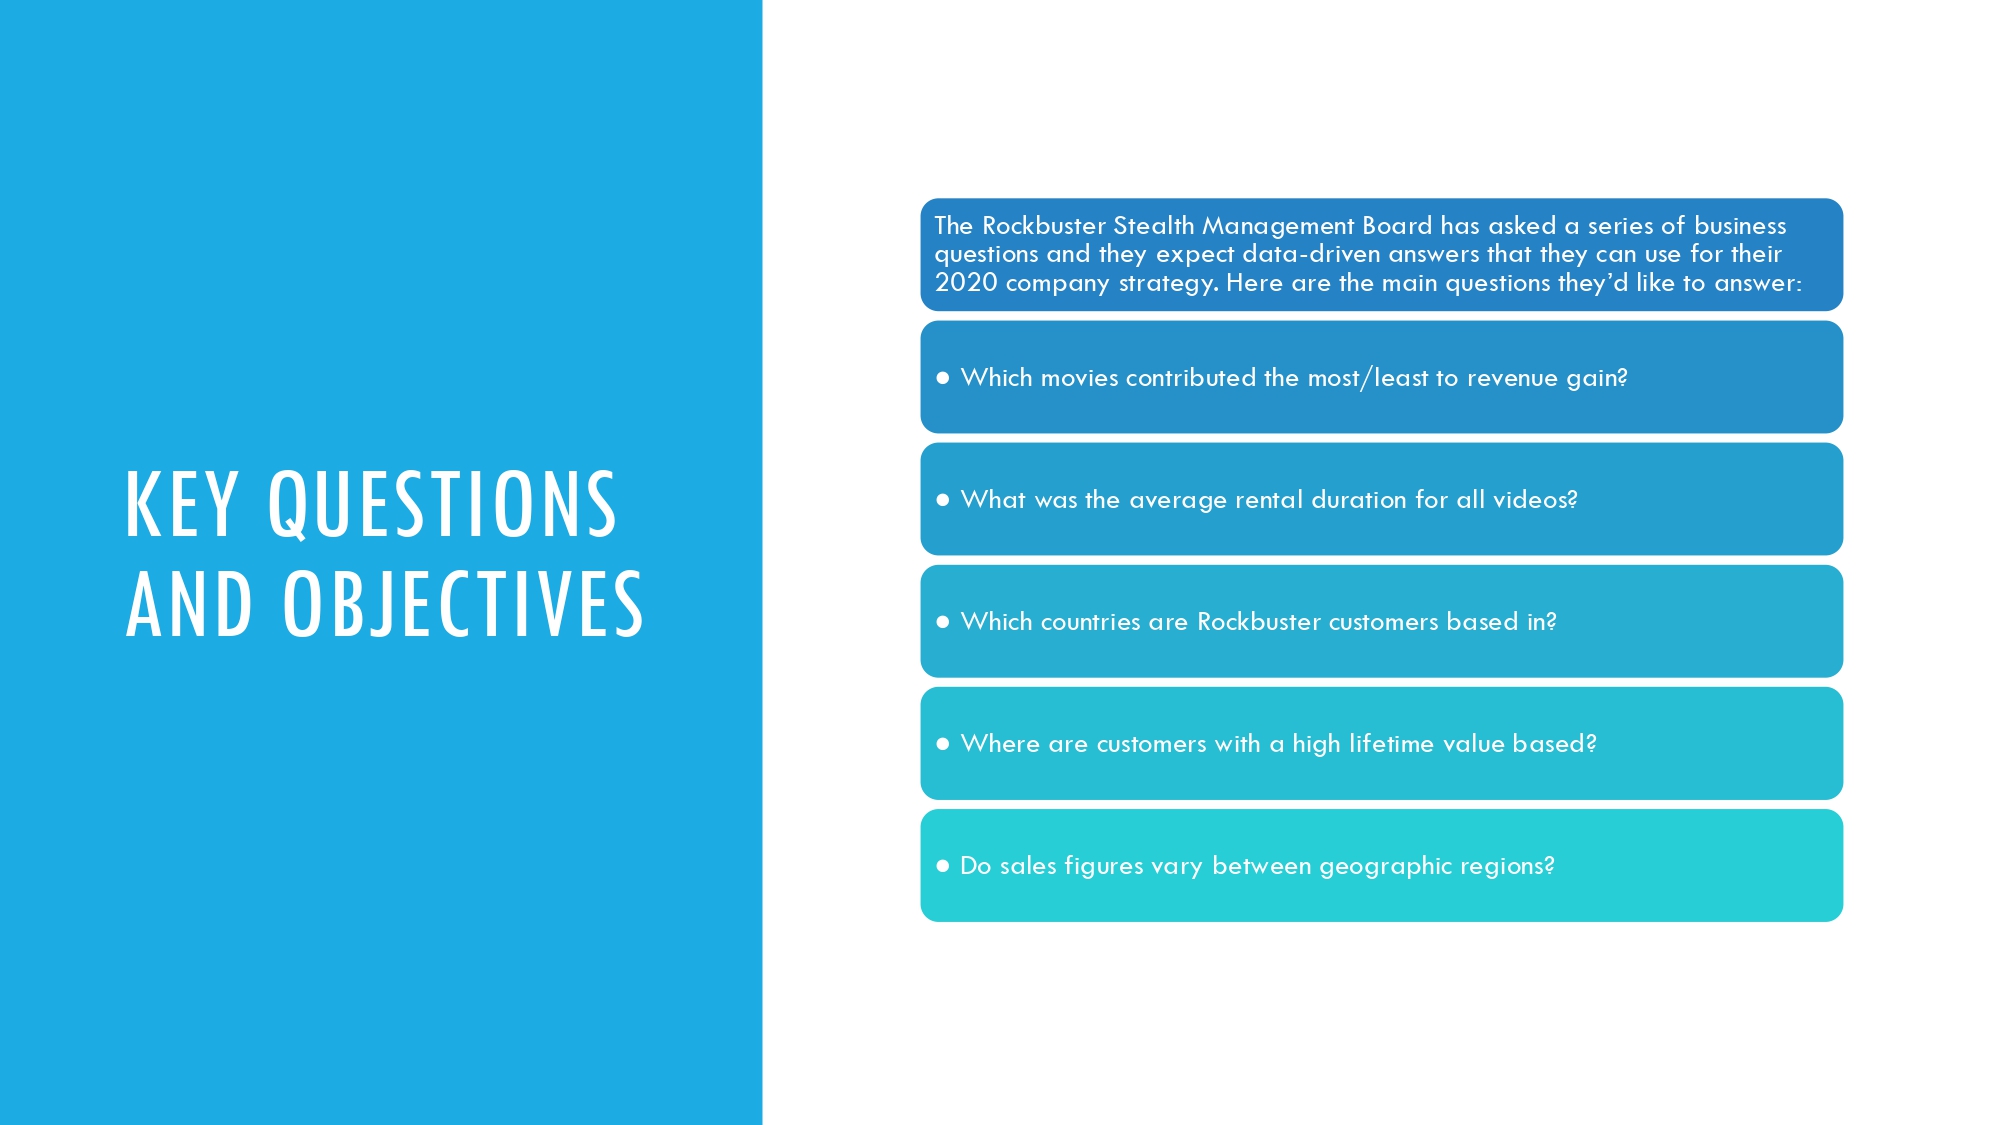 KEY QUESTIONS
AND OBJECTIVES
The Rockbuster Stealth Management Board has asked a series of business
questions and they expect data-driven answers that they can use for their
2020 company strategy. Here are the main questions they’d like to answer:
• Which movies contributed the most/least to revenue gain?
• What was the average rental duration for all videos?
• Which countries are Rockbuster customers based in?
• Where are customers with a high lifetime value based?
• Do sales figures vary between geographic regions?